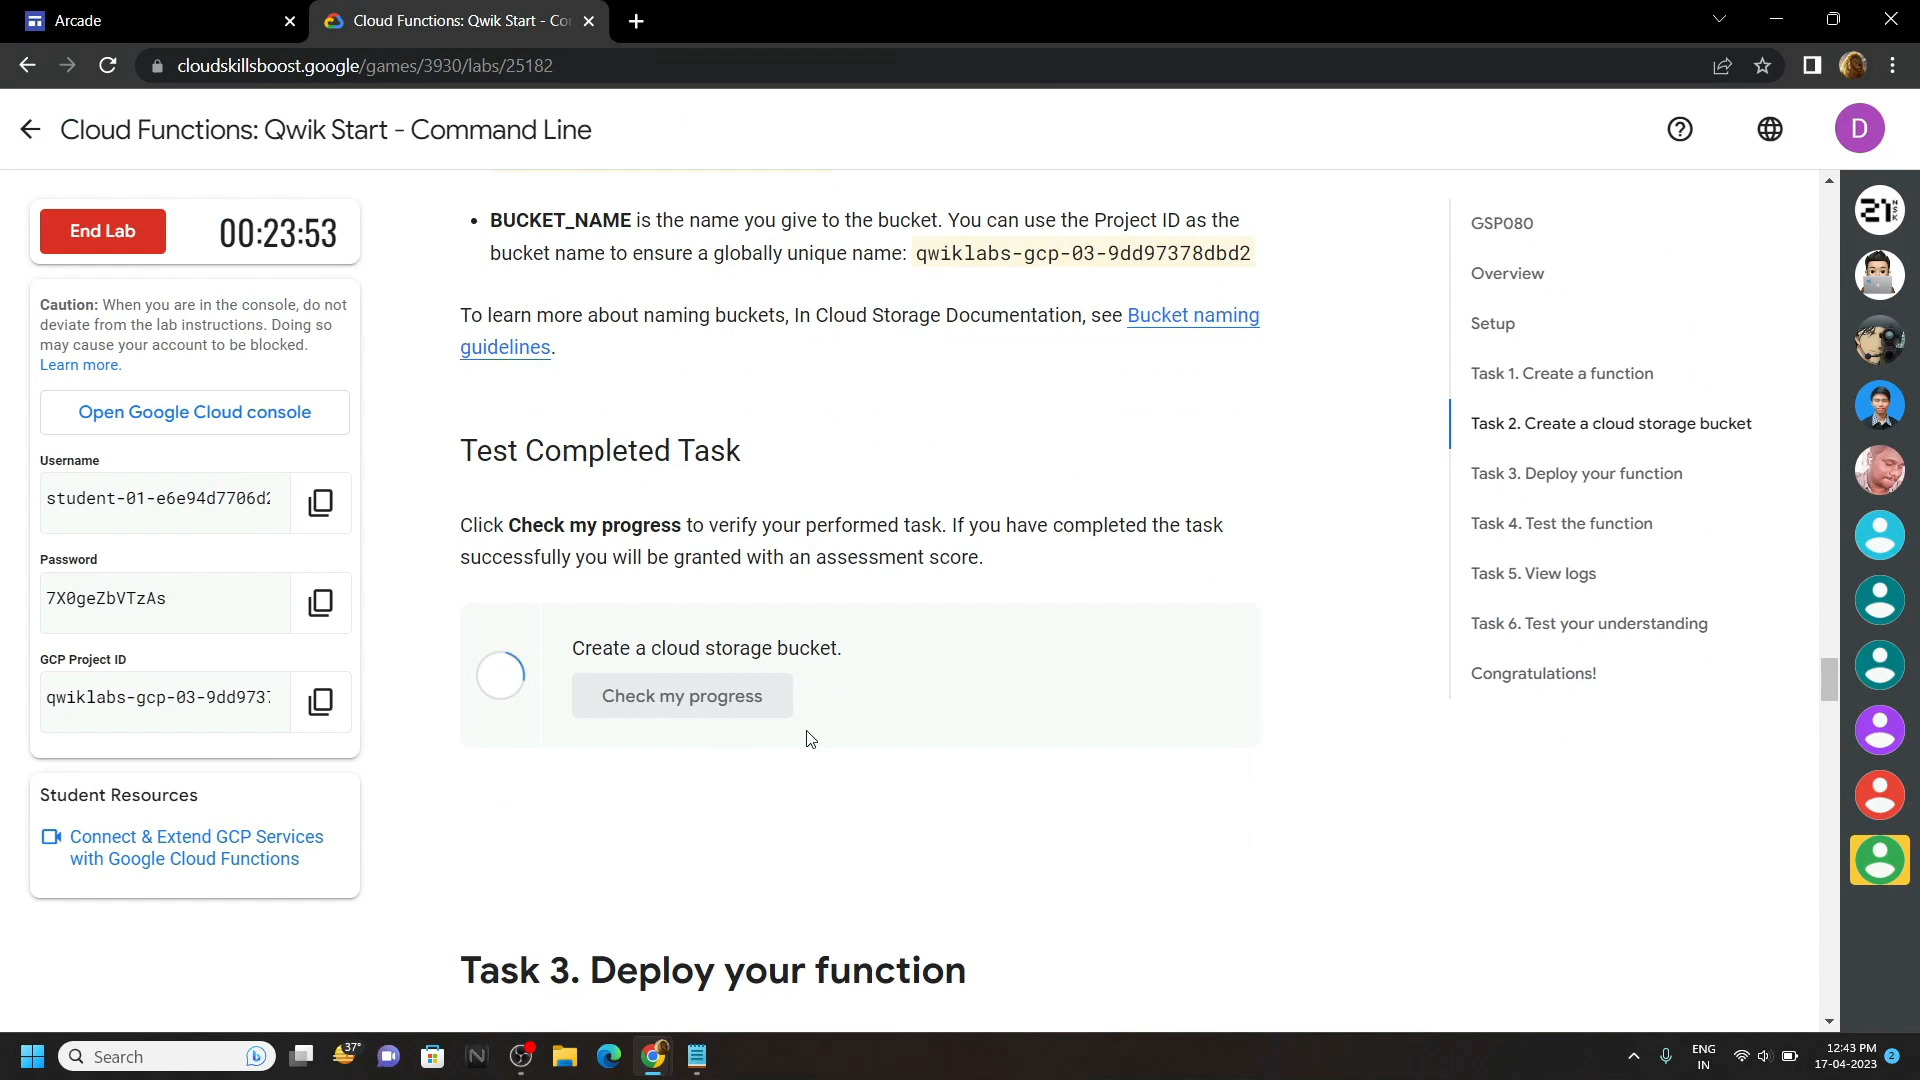 Arcade
Cloud Functions: Qwik Start - Co
cloudskillsboost.google/games/3930/labs/25182
Cloud Functions: Qwik Start - Command Line
D
End Lab
00:23:53
Caution: When you are in the console, do not
deviate from the lab instructions. Doing so
may cause your account to be blocked.
Learn more.
Open Google Cloud console
Username
student-01-e6e94d7706d2
Password
7X0geZbVTzAs
GCP Project ID
qwiklabs-gcp-03-9dd9737
Student Resources
Connect & Extend GCP Services
with Google Cloud Functions
• BUCKET_NAME is the name you give to the bucket. You can use the Project ID as the
bucket name to ensure a globally unique name: qwiklabs-gcp-03-9dd97378dbd2
To learn more about naming buckets, In Cloud Storage Documentation, see Bucket naming
guidelines.
Test Completed Task
Click Check my progress to verify your performed task. If you have completed the task
successfully you will be granted with an assessment score.
Create a cloud storage bucket.
Check my progress
Task 3. Deploy your function
GSP080
Overview
Setup
Task 1. Create a function
Task 2. Create a cloud storage bucket
Task 3. Deploy your function
Task 4. Test the function
Task 5. View logs
Task 6. Test your understanding
Congratulations!
Search
37°
ENG
IN
12:43 PM
17-04-2023
2